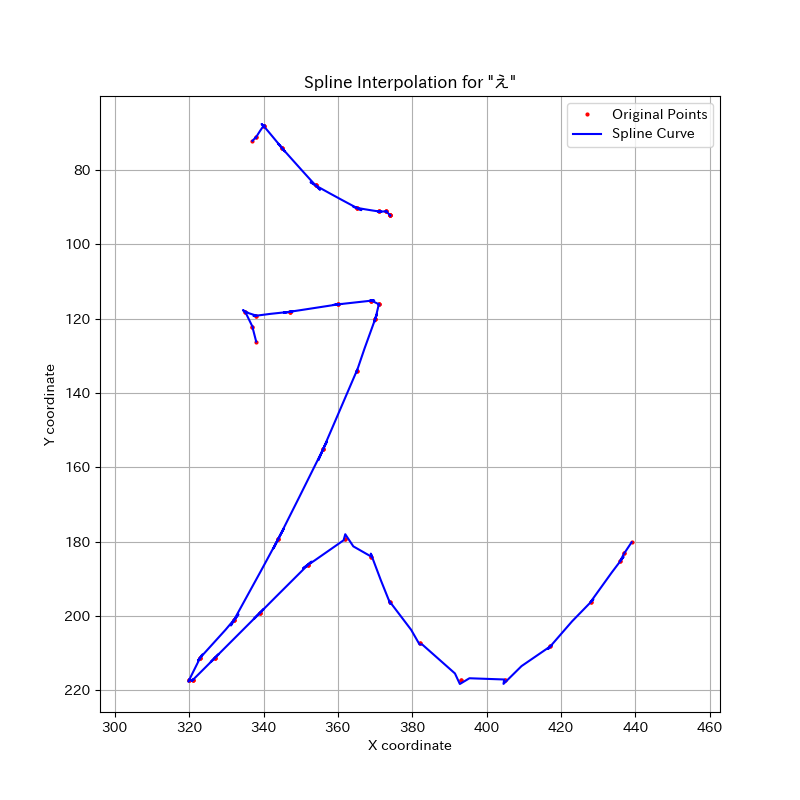 Spline Interpolation for "え"
Original Points
Spline Curve
80
100
120
140
160
180
200
220
Y coordinate
300 320 340 360 380 400 420 440 460
X coordinate